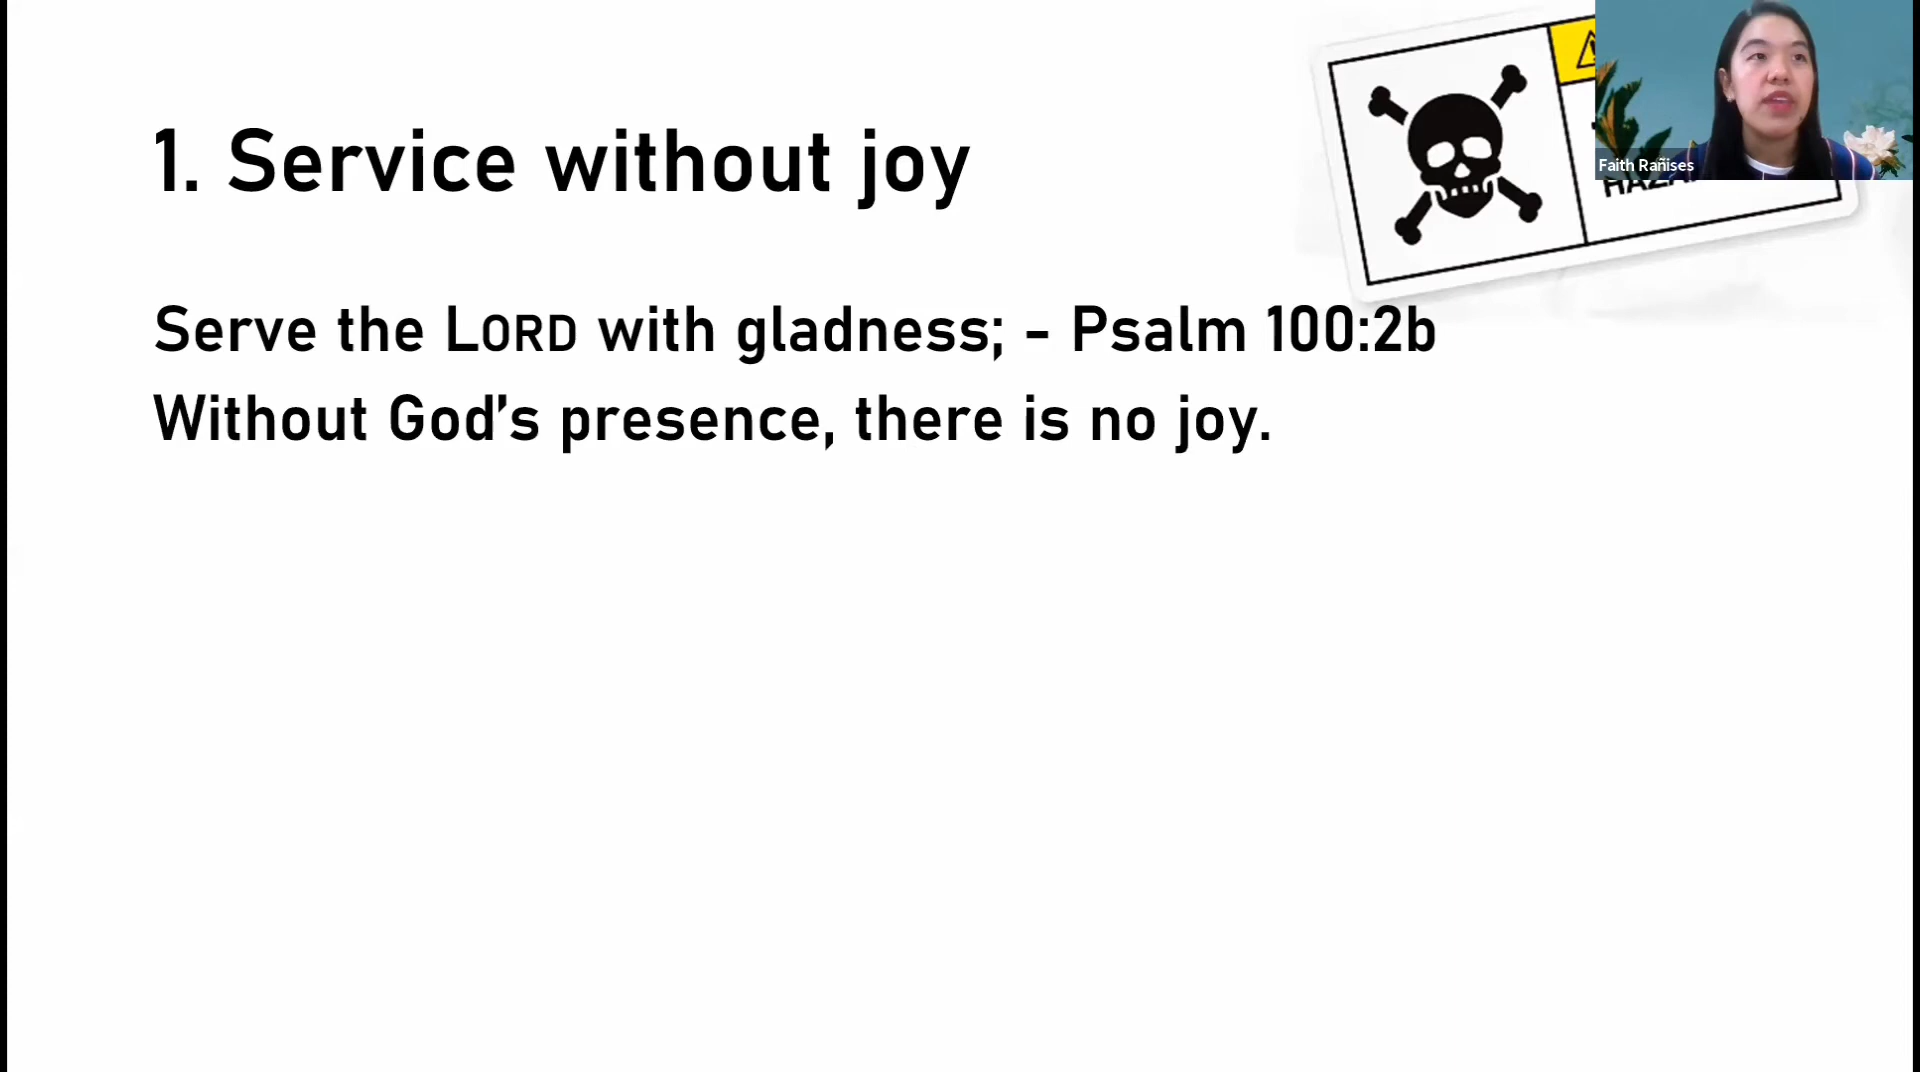 1. Service without joy
Faith Rañises
Serve the LORD with gladness; - Psalm 100:2b
Without God's presence, there is no joy.